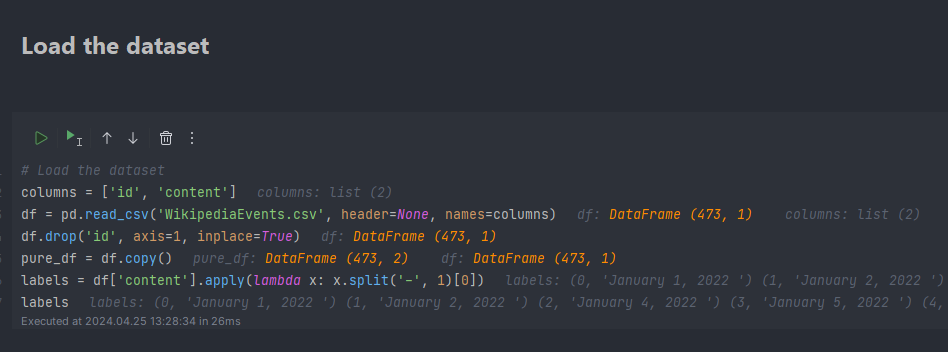 Load the dataset
# Load the dataset
columns = ['id', 'content'] columns: list (2)
df = pd.read_csv('WikipediaEvents.csv', header=None, names=columns) df: DataFrame (473, 1) columns: list (2)
df.drop('id', axis=1, inplace=True) df: DataFrame (473, 1)
pure_df = df.copy() pure_df: DataFrame (473, 2) df: DataFrame (473, 1)
labels = df['content'].apply(lambda x: x.split('–', 1)[0]) labels: (0, 'January 1, 2022 ') (1, 'January 2, 2022 ')
labels labels: (0, 'January 1, 2022 ') (1, 'January 2, 2022 ') (2, 'January 4, 2022 ') (3, 'January 5, 2022 ') (4,
Executed at 2024.04.25 13:28:34 in 26ms